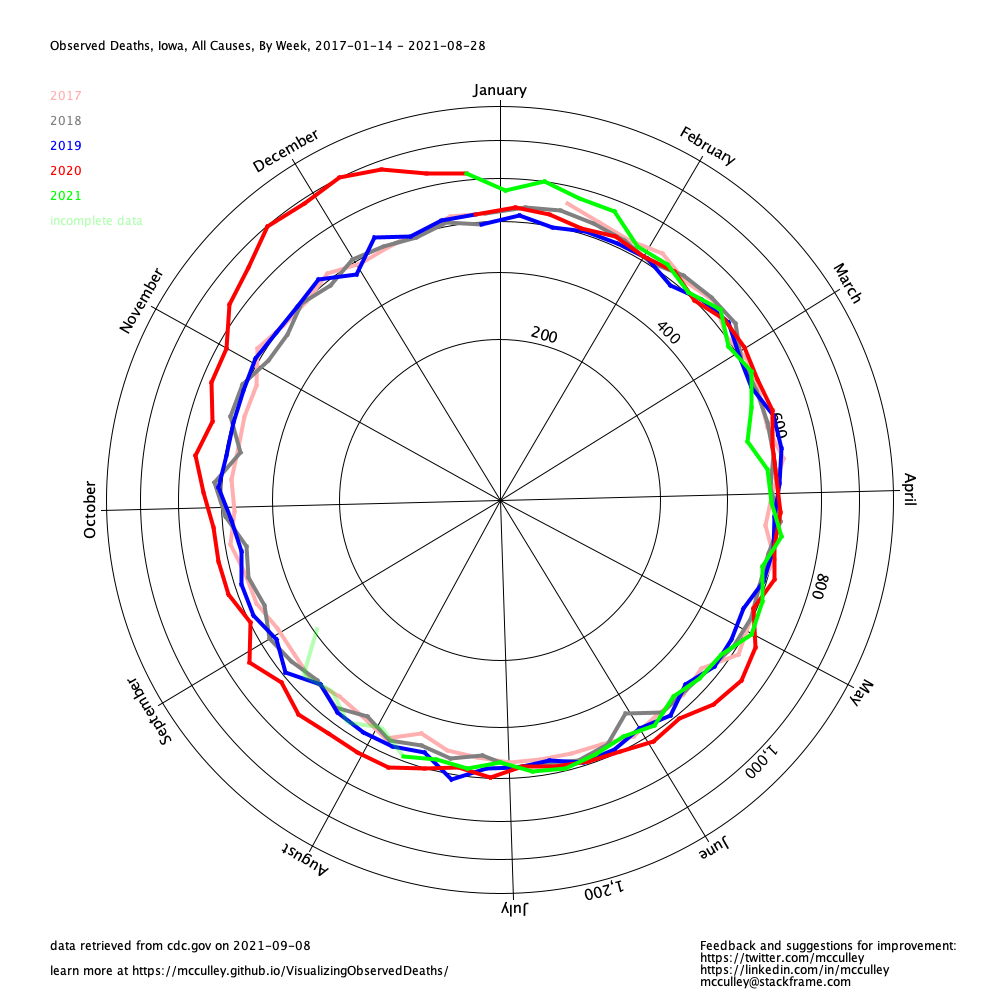 Observed Deaths, Iowa, All Causes, By Week, 2017-01-14 - 2021-08-28
January
2017
2018
2019
2020
2021
incomplete data
December
February
November
March
200
400
600
October
April
800
September
May
1,000
August
June
1,200
July
data retrieved from cdc.gov on 2021-09-08
learn more at https://mcculley.github.io/VisualizingObservedDeaths/
Feedback and suggestions for improvement:
https://twitter.com/mcculley
https://linkedin.com/in/mcculley
mcculley@stackframe.com